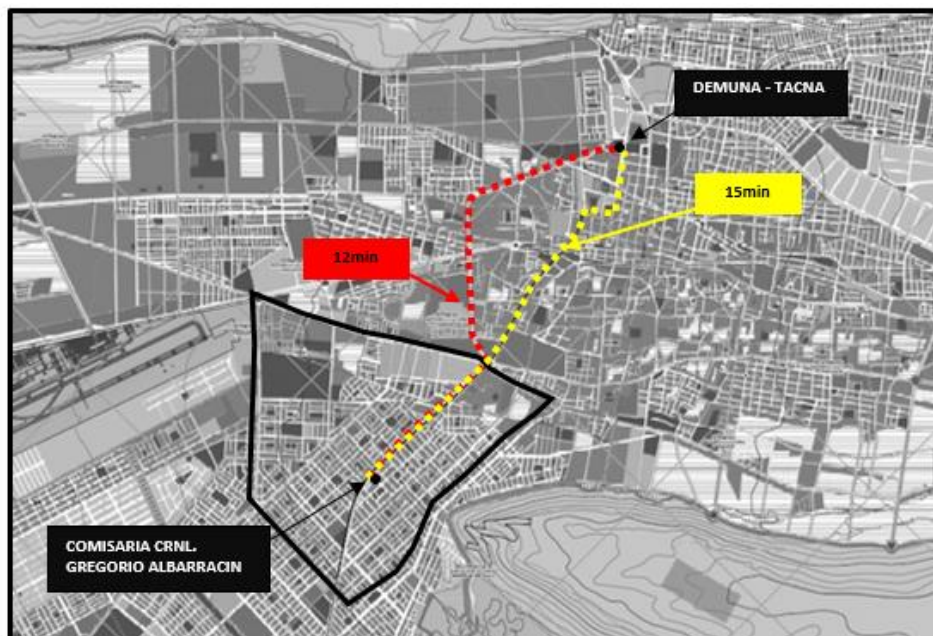 DEMUNA - TACNA
15min
12min
COMISARIA CRNL.
GREGORIO ALBARRACIN